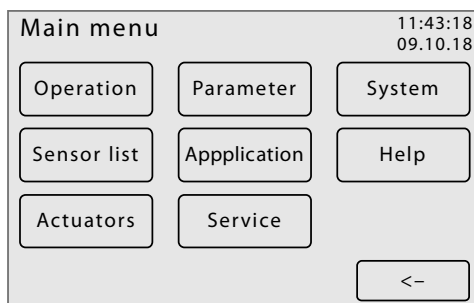 Main menu
11:43:18
09.10.18
Operation
Parameter
System
Sensor list
Appplication
Help
Actuators
Service
<–